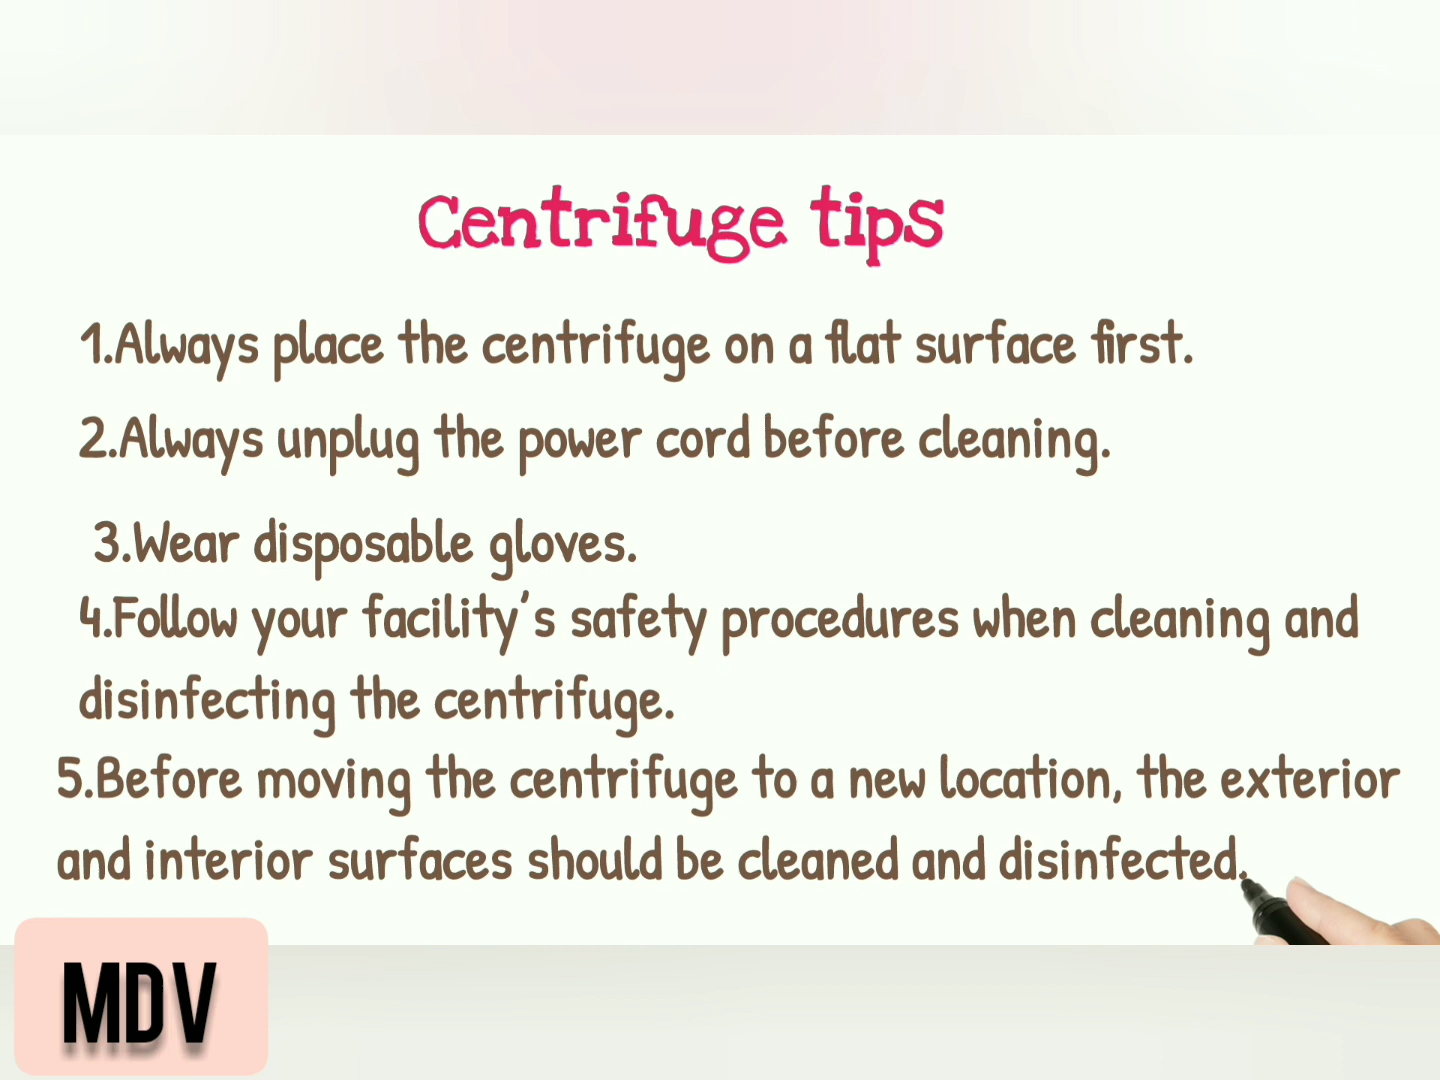 Centrifuge tips
1.Always place the centrifuge on a flat surface first.
2.Always unplug the power cord before cleaning.
3.Wear disposable gloves.
4.Follow your facility's safety procedures when cleaning and
disinfecting the centrifuge.
5.Before moving the centrifuge to a new location, the exterior
and interior surfaces should be cleaned and disinfected.
MDV